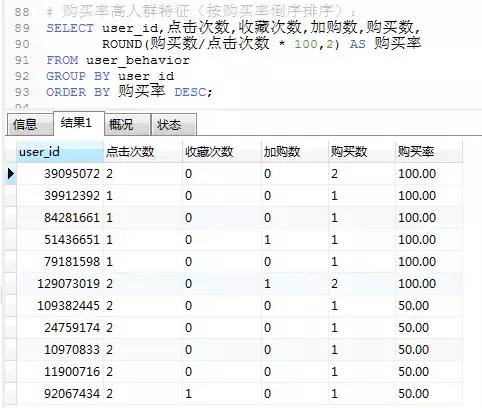 88 # 购买率高人群特征（按购买率倒序排序）：
89 SELECT user_id,点击次数,收藏次数,加购数,购买数,
90 ROUND(购买数/点击次数 * 100,2) AS 购买率
91 FROM user_behavior
92 GROUP BY user_id
93 ORDER BY 购买率 DESC;
94
信息 结果1 概况 状态
user_id 点击次数 收藏次数 加购数 购买数 购买率
39095072 2 0 0 2 100.00
39912392 1 0 0 1 100.00
84281661 1 0 0 1 100.00
51436651 1 0 1 1 100.00
79181598 1 0 0 1 100.00
129073019 2 0 1 2 100.00
109382445 2 0 0 1 50.00
24759174 2 0 0 1 50.00
10970833 2 0 0 1 50.00
11900716 2 0 0 1 50.00
92067434 2 1 0 1 50.00